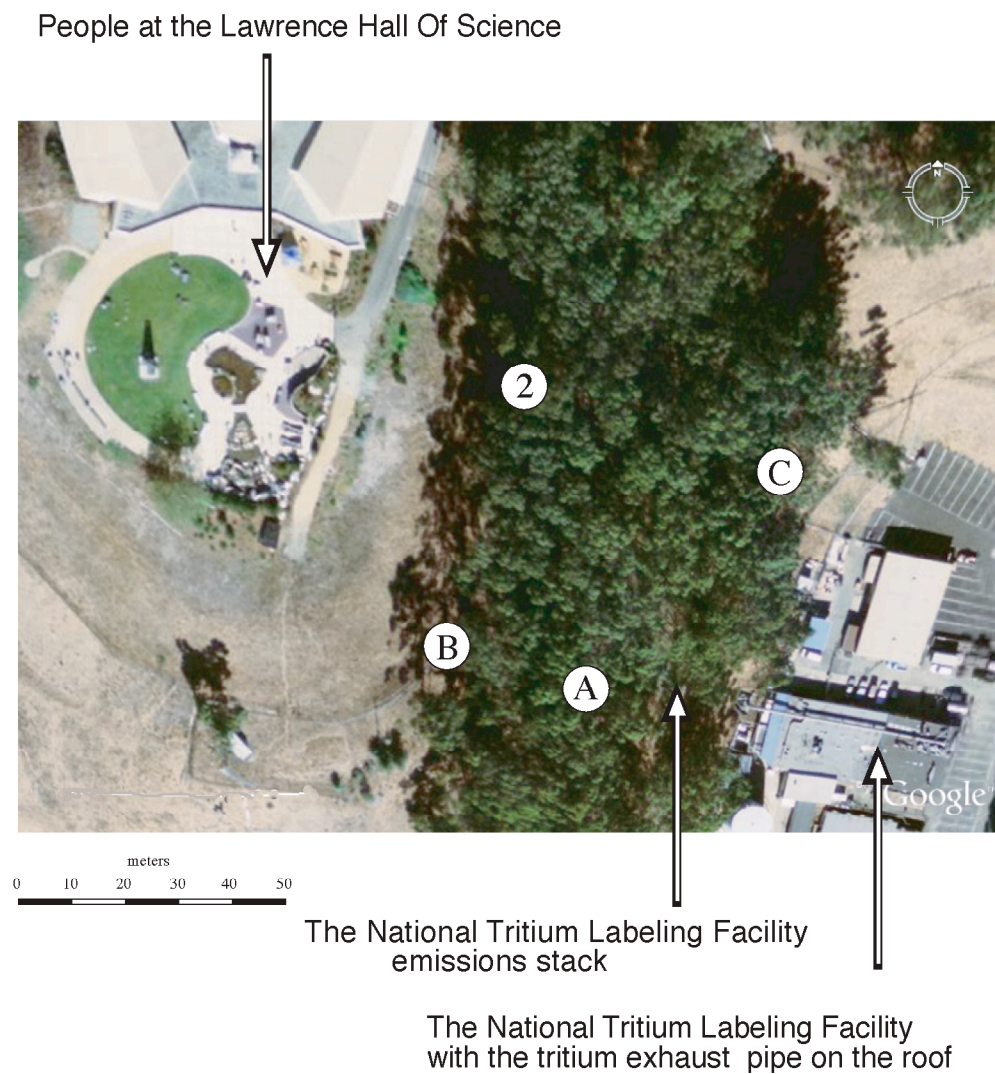 People at the Lawrence Hall Of Science
N
2
C
B
A
Google
meters
0 10 20 30 40 50
The National Tritium Labeling Facility
emissions stack
The National Tritium Labeling Facility
with the tritium exhaust pipe on the roof